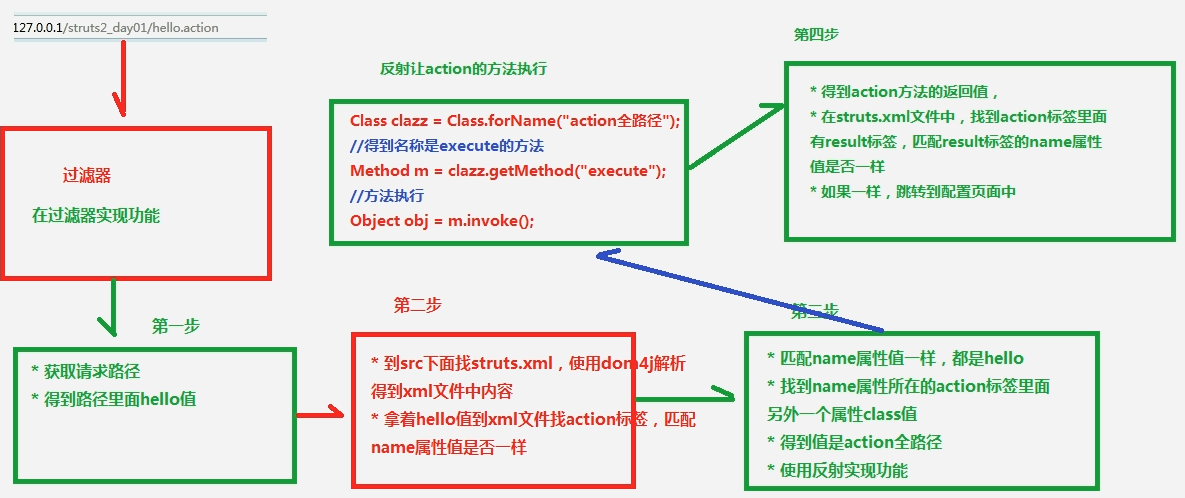 127.0.0.1/struts2_day01/hello.action
过滤器
在过滤器实现功能
第一步
* 获取请求路径
* 得到路径里面hello值
第二步
* 到src下面找struts.xml，使用dom4j解析
得到xml文件中内容
* 拿着hello值到xml文件找action标签，匹配
name属性值是否一样
第三步
* 匹配name属性值一样，都是hello
* 找到name属性所在的action标签里面
另外一个属性class值
* 得到值是action全路径
* 使用反射实现功能
反射让action的方法执行
Class clazz = Class.forName("action全路径");
//得到名称是execute的方法
Method m = clazz.getMethod("execute");
//方法执行
Object obj = m.invoke();
第四步
* 得到action方法的返回值，
* 在struts.xml文件中，找到action标签里面
有result标签，匹配result标签的name属性
值是否一样
* 如果一样，跳转到配置页面中